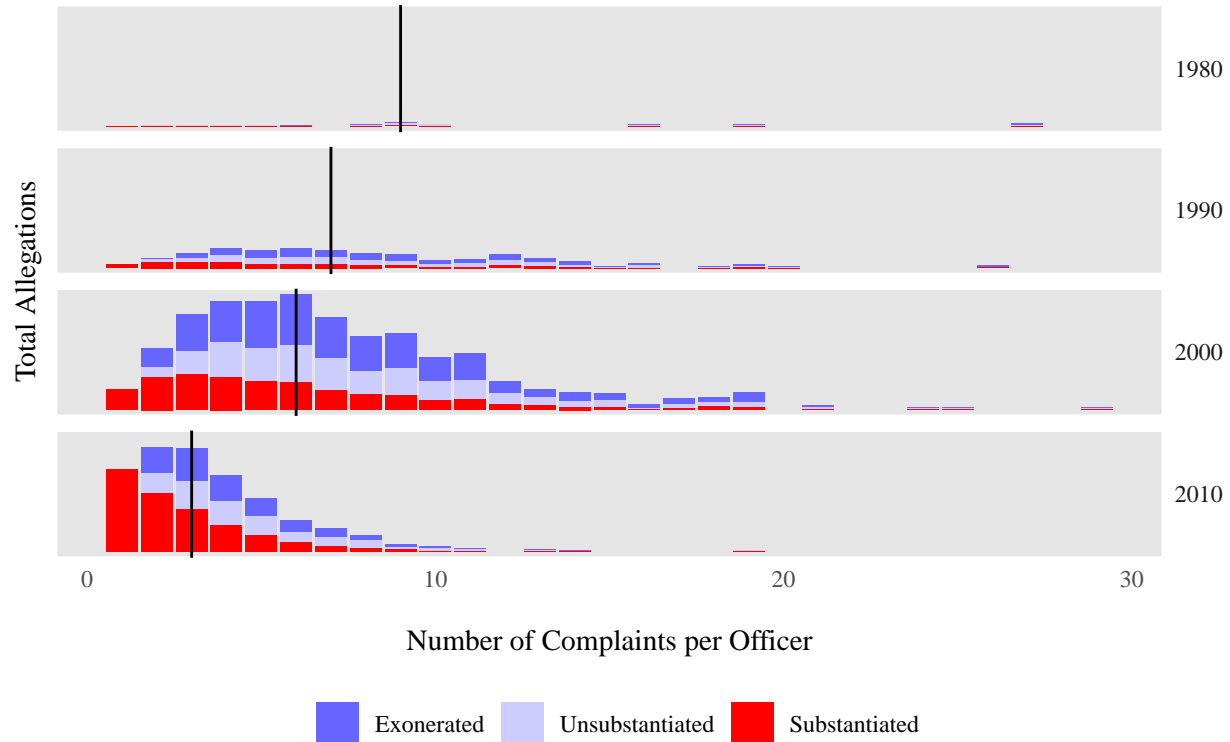 1980
1990
2000
2010
Total Allegations
0 10 20 30
Number of Complaints per Officer
Exonerated Unsubstantiated Substantiated